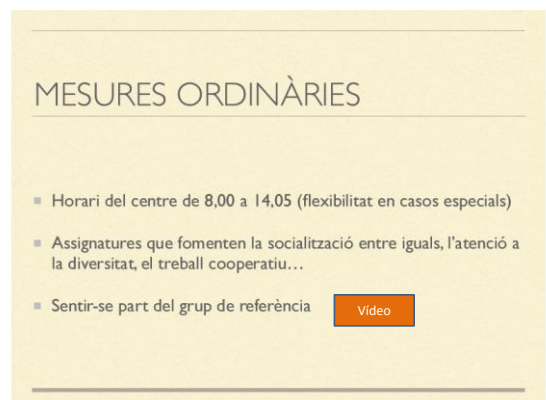 MESURES ORDINÀRIES
Horari del centre de 8,00 a 14,05 (flexibilitat en casos especials)
Assignatures que fomenten la socialització entre iguals, l'atenció a
la diversitat, el treball cooperatiu…
Sentir-se part del grup de referència
Vídeo